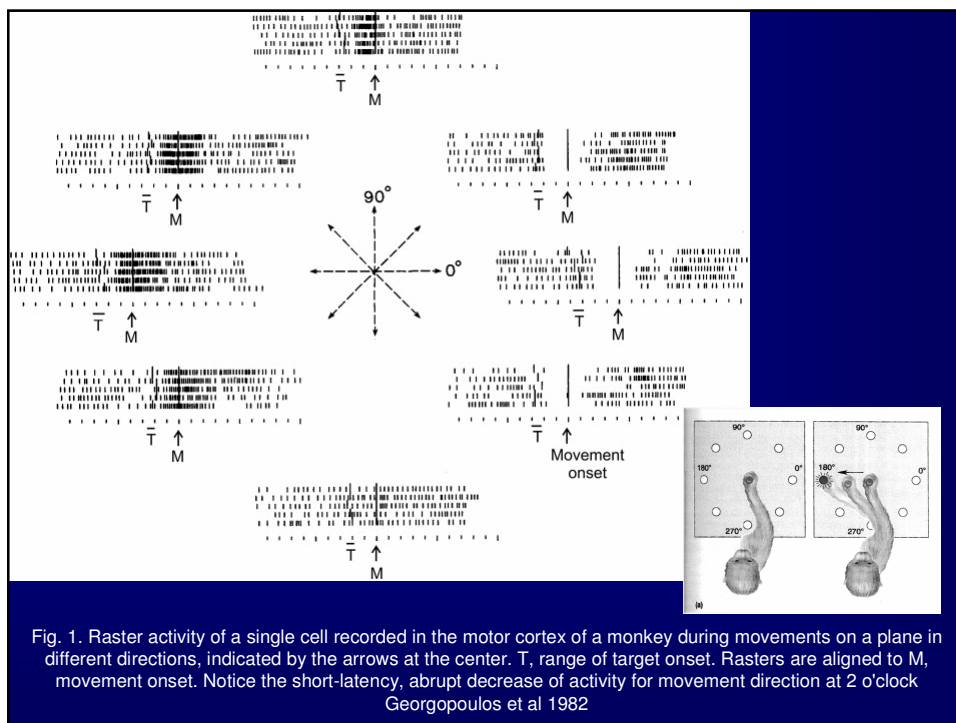 T
M
T
M
T
M
90°
0°
T
M
T
M
T
M
T
Movement
onset
T
M
90°
180°
0°
270°
90°
180°
0°
270°
(a)
Fig. 1. Raster activity of a single cell recorded in the motor cortex of a monkey during movements on a plane in
different directions, indicated by the arrows at the center. T, range of target onset. Rasters are aligned to M,
movement onset. Notice the short-latency, abrupt decrease of activity for movement direction at 2 o'clock
Georgopoulos et al 1982